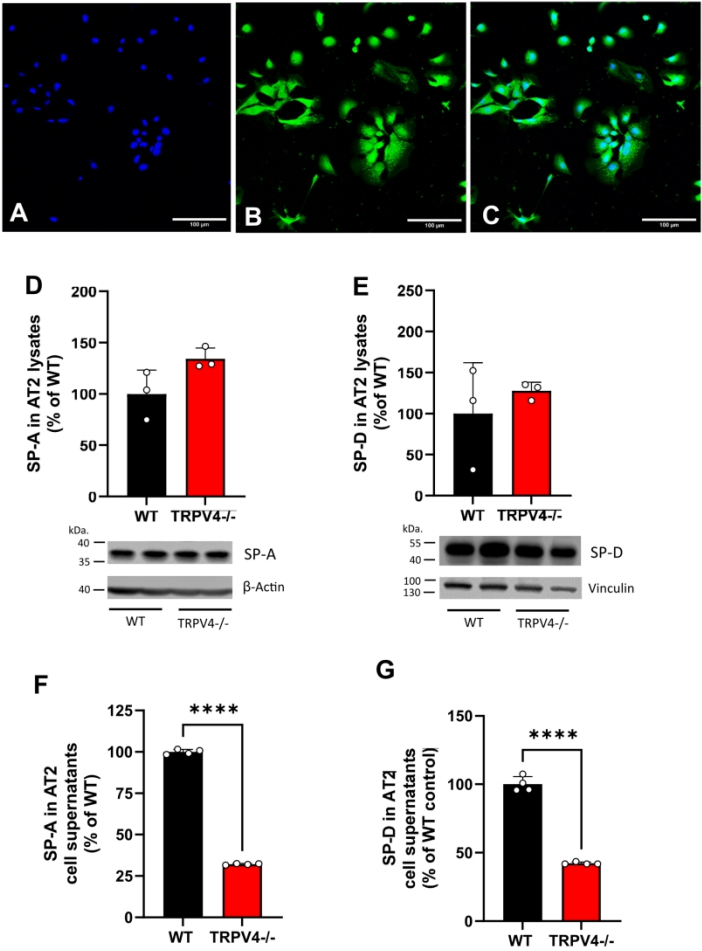 A
100 µm
B
100 µm
C
100 µm
D
SP-A in AT2 lysates
(% of WT)
200
150
100
50
0
WT TRPV4-/-
kDa.
40
35
SP-A
40
β-Actin
WT TRPV4-/-
E
SP-D in AT2 lysates
(%of WT)
250
200
150
100
50
0
WT TRPV4-/-
kDa.
55
40
SP-D
100
130
Vinculin
WT TRPV4-/-
F
SP-A in AT2
cell supernatants
(% of WT)
125
100
75
50
25
0
****
WT TRPV4-/-
G
SP-D in AT2
cell supernatants
(% of WT control)
150
100
50
0
****
WT TRPV4-/-